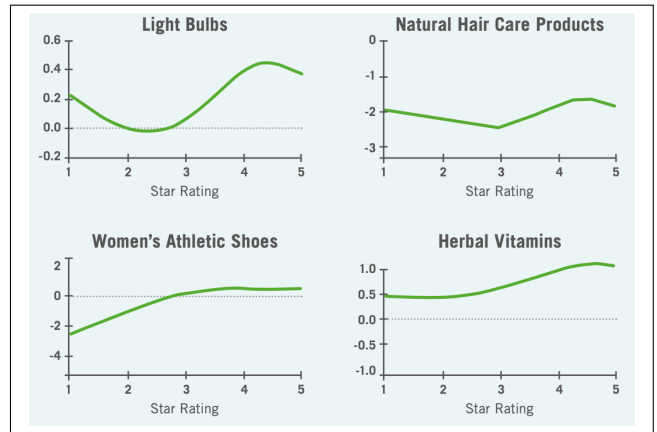 Light Bulbs
0.6
0.4
0.2
0.0
-0.2
1 2 3 4 5
Star Rating
Natural Hair Care Products
0
-1
-2
-3
1 2 3 4 5
Star Rating
Women's Athletic Shoes
2
0
-2
-4
1 2 3 4 5
Star Rating
Herbal Vitamins
1.0
0.5
0.0
-0.5
-1.0
1 2 3 4 5
Star Rating